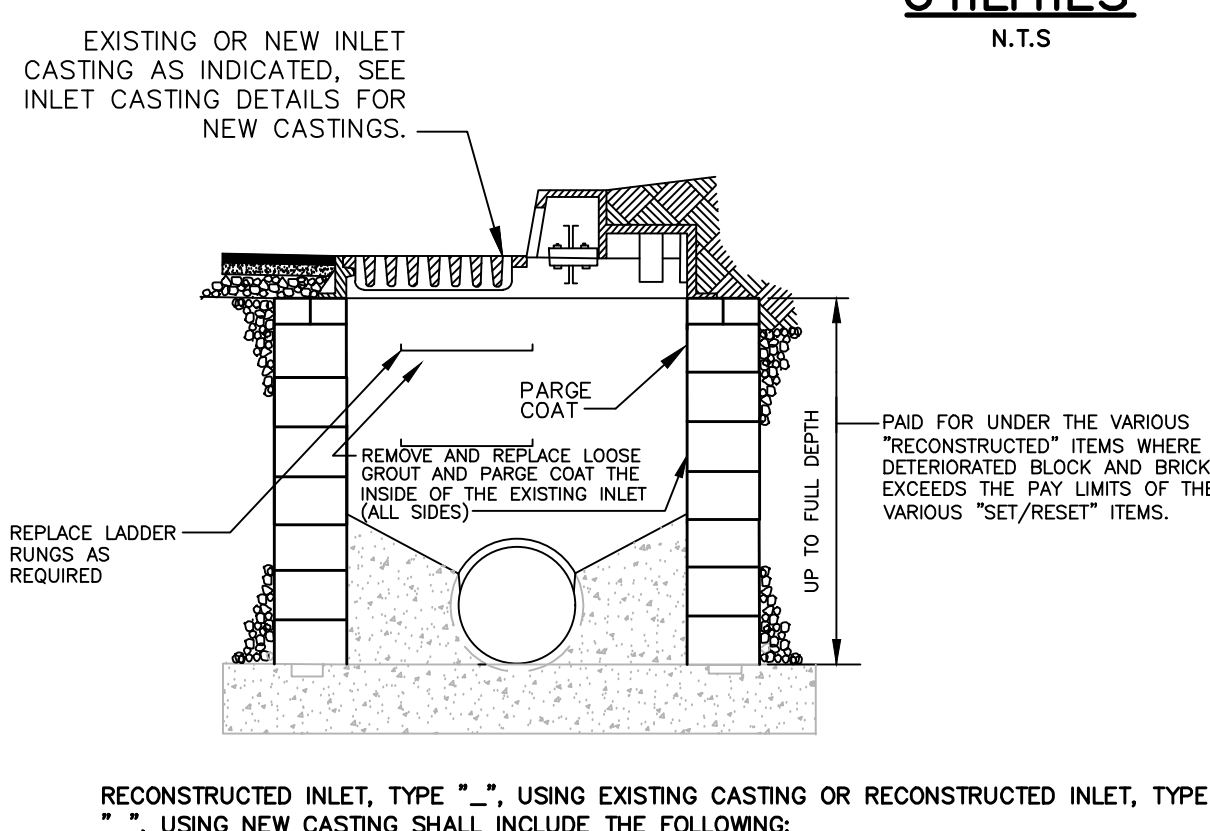 UTILITIES
N.T.S
EXISTING OR NEW INLET
CASTING AS INDICATED, SEE
INLET CASTING DETAILS FOR
NEW CASTINGS.
PARGE
COAT
REMOVE AND REPLACE LOOSE
GROUT AND PARGE COAT THE
INSIDE OF THE EXISTING INLET
(ALL SIDES)
REPLACE LADDER
RUNGS AS
REQUIRED
UP TO FULL DEPTH
PAID FOR UNDER THE VARIOUS
"RECONSTRUCTED" ITEMS WHERE
DETERIORATED BLOCK AND BRICK
EXCEEDS THE PAY LIMITS OF THE
VARIOUS "SET/RESET" ITEMS.
RECONSTRUCTED INLET, TYPE "_", USING EXISTING CASTING OR RECONSTRUCTED INLET, TYPE
" ", USING NEW CASTING SHALL INCLUDE THE FOLLOWING: